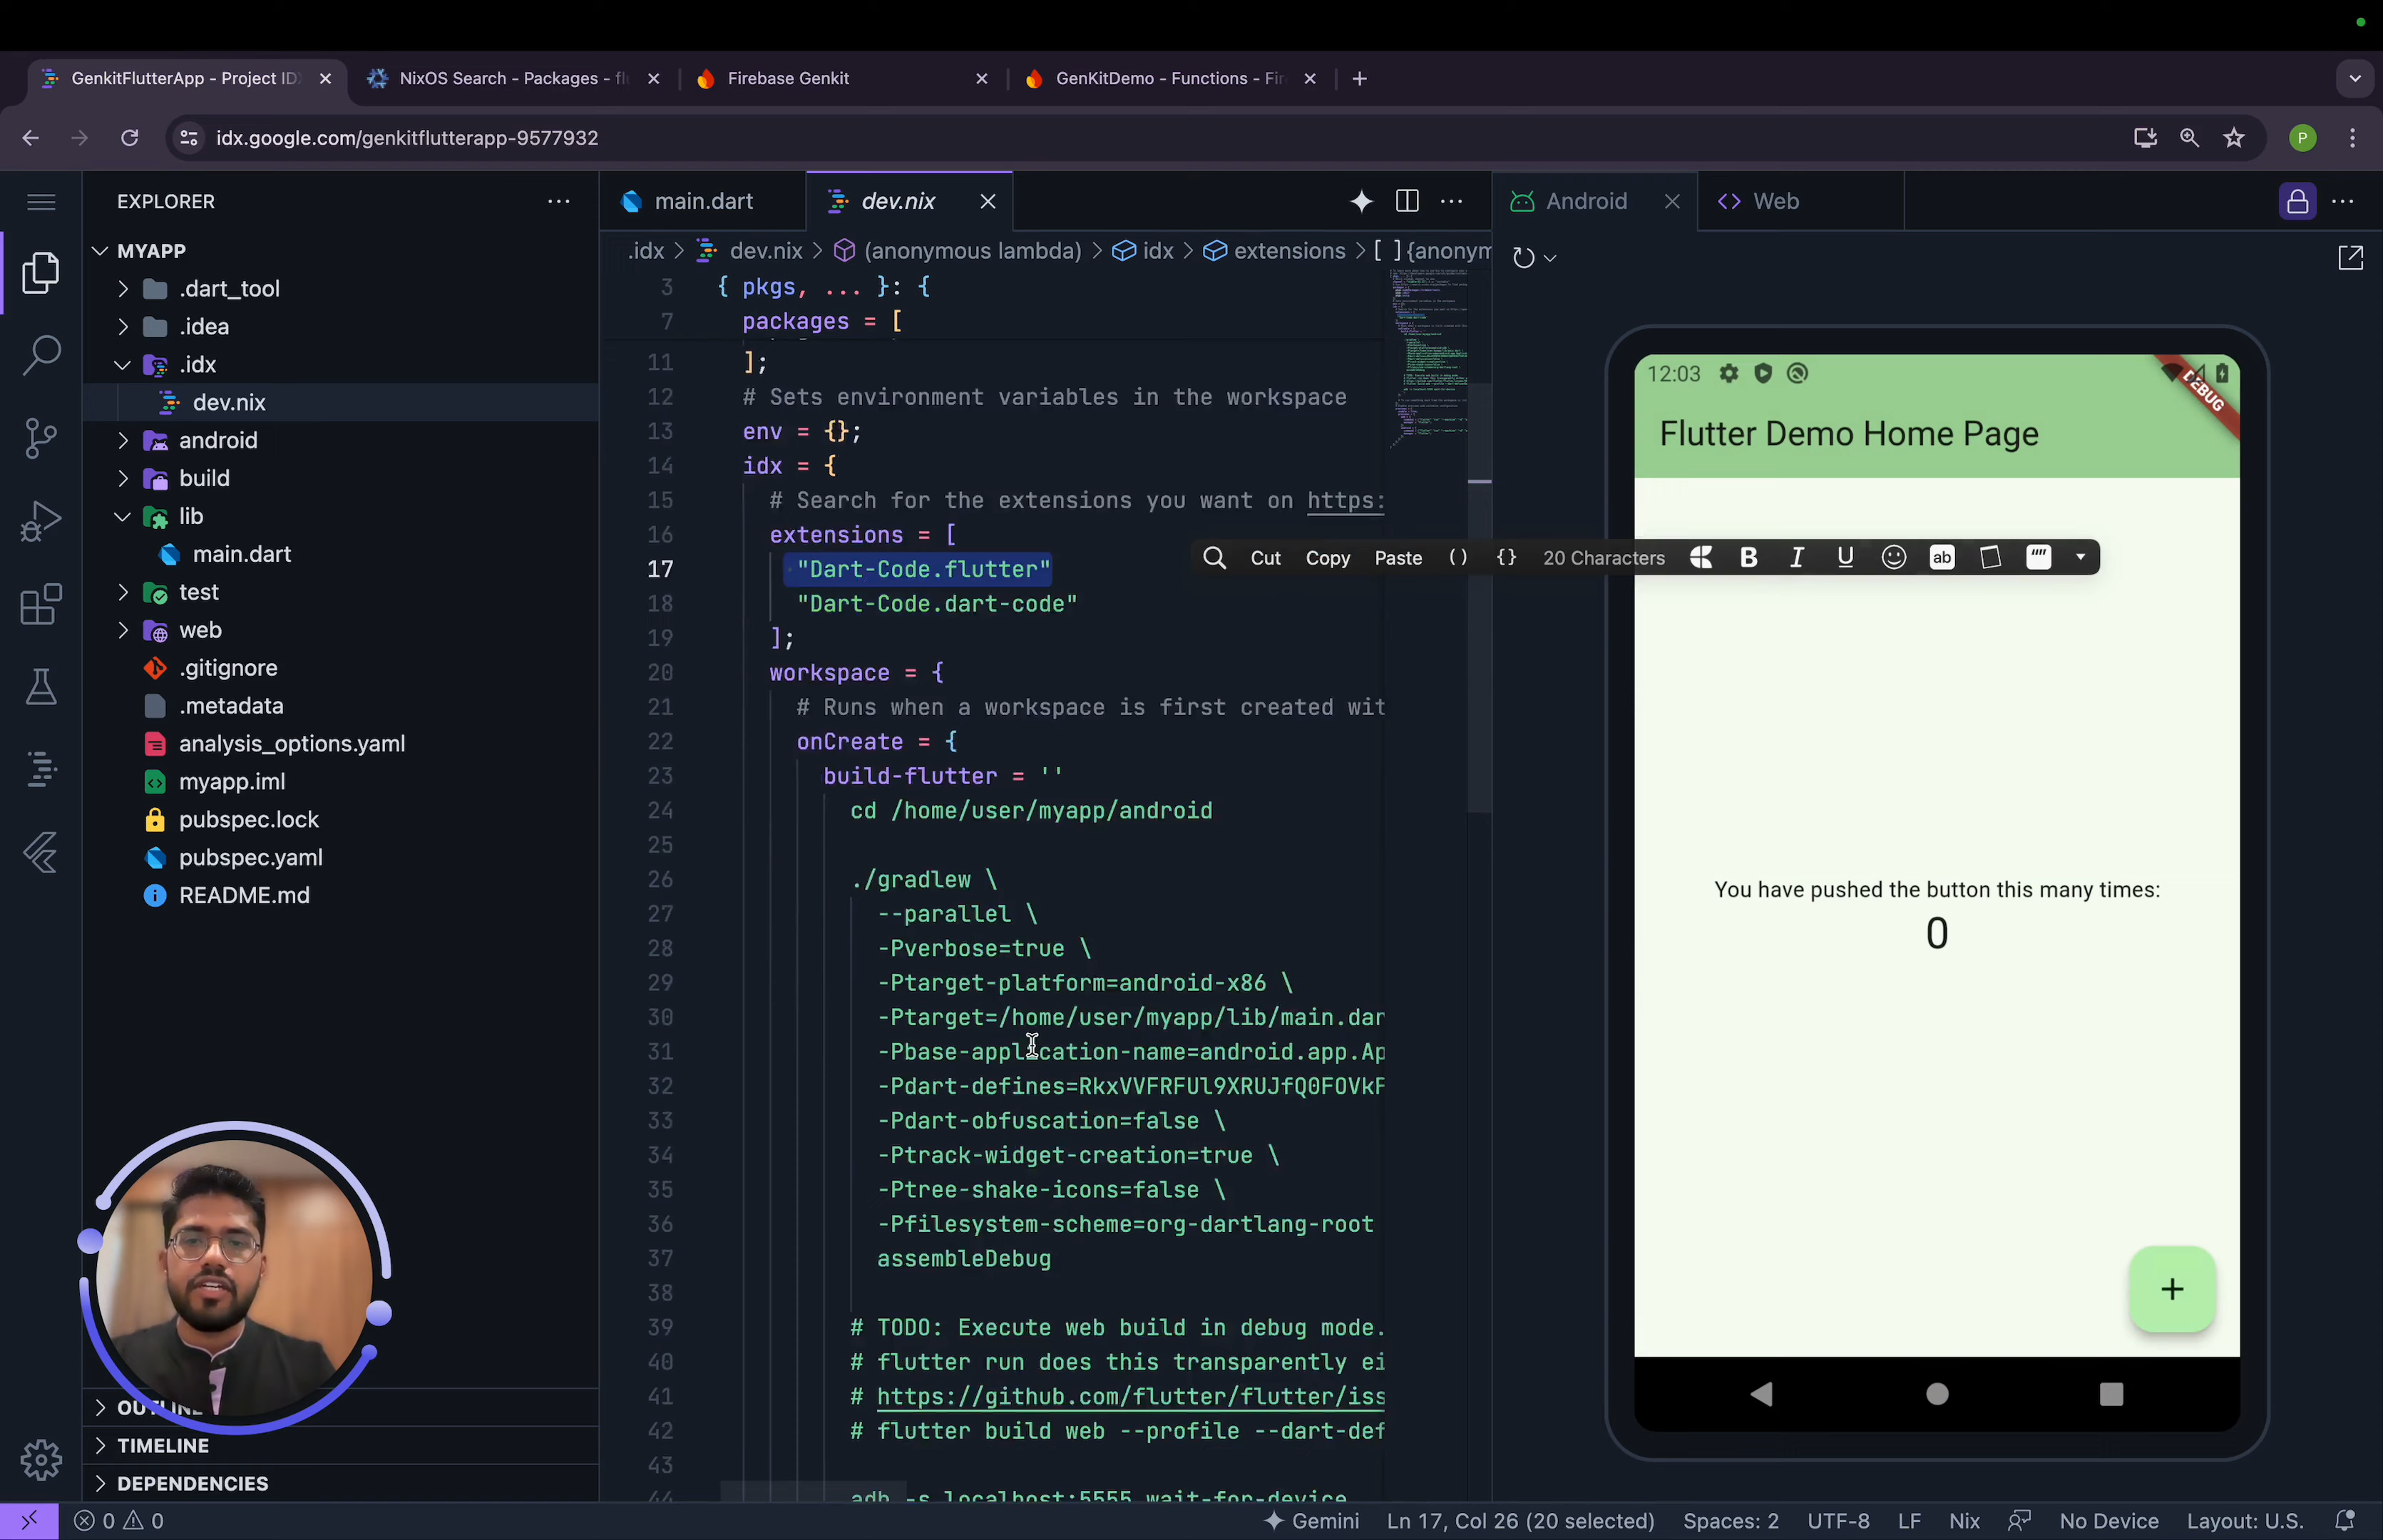 GenkitFlutterApp - Project ID
NixOS Search - Packages - fl
Firebase Genkit
GenKitDemo - Functions - Fir
idx.google.com/genkitflutterapp-9577932
P
EXPLORER
MYAPP
.dart_tool
.idea
.idx
dev.nix
android
build
lib
main.dart
test
web
.gitignore
.metadata
analysis_options.yaml
myapp.iml
pubspec.lock
pubspec.yaml
README.md
OUTLINE
TIMELINE
DEPENDENCIES
main.dart
dev.nix
.idx > dev.nix > (anonymous lambda) > idx > extensions > [ ]{anonym
3 { pkgs, ... }: {
7 packages = [
11 ];
12 # Sets environment variables in the workspace
13 env = {};
14 idx = {
15 # Search for the extensions you want on https:
16 extensions = [
17 "Dart-Code.flutter"
18 "Dart-Code.dart-code"
19 ];
20 workspace = {
21 # Runs when a workspace is first created wit
22 onCreate = {
23 build-flutter = ''
24 cd /home/user/myapp/android
25
26 ./gradlew \
27 --parallel \
28 -Pverbose=true \
29 -Ptarget-platform=android-x86 \
30 -Ptarget=/home/user/myapp/lib/main.dar
31 -Pbase-application-name=android.app.Ap
32 -Pdart-defines=RkxVVFRFUl9XRUJfQ0FOVkF
33 -Pdart-obfuscation=false \
34 -Ptrack-widget-creation=true \
35 -Ptree-shake-icons=false \
36 -Pfilesystem-scheme=org-dartlang-root
37 assembleDebug
38
39 # TODO: Execute web build in debug mode.
40 # flutter run does this transparently ei
41 # https://github.com/flutter/flutter/iss
42 # flutter build web --profile --dart-def
43
44 adb -s localhost:5555 wait-for-device
Cut Copy Paste () {} 20 Characters B I U ab ""
Android
Web
12:03
DEBUG
Flutter Demo Home Page
You have pushed the button this many times:
0
+
0 0
Gemini Ln 17, Col 26 (20 selected) Spaces: 2 UTF-8 LF Nix No Device Layout: U.S.